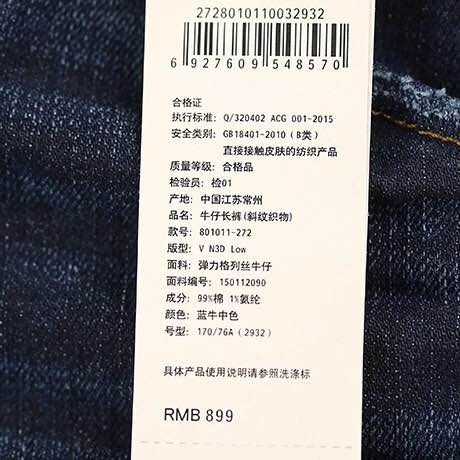 2728010110032932
6 927609 548570
合格证
执行标准： Q/320402 ACG 001-2015
安全类别： GB18401-2010（B类）
直接接触皮肤的纺织产品
质量等级： 合格品
检验员： 检01
产地： 中国江苏常州
品名： 牛仔长裤(斜纹织物)
款号： 801011-272
版型： V N3D Low
面料： 弹力格列丝牛仔
面料编号： 150112090
成分： 99%棉 1%氨纶
颜色： 蓝牛中色
号型： 170/76A (2932)
具体产品使用说明请参照洗涤标
RMB 899